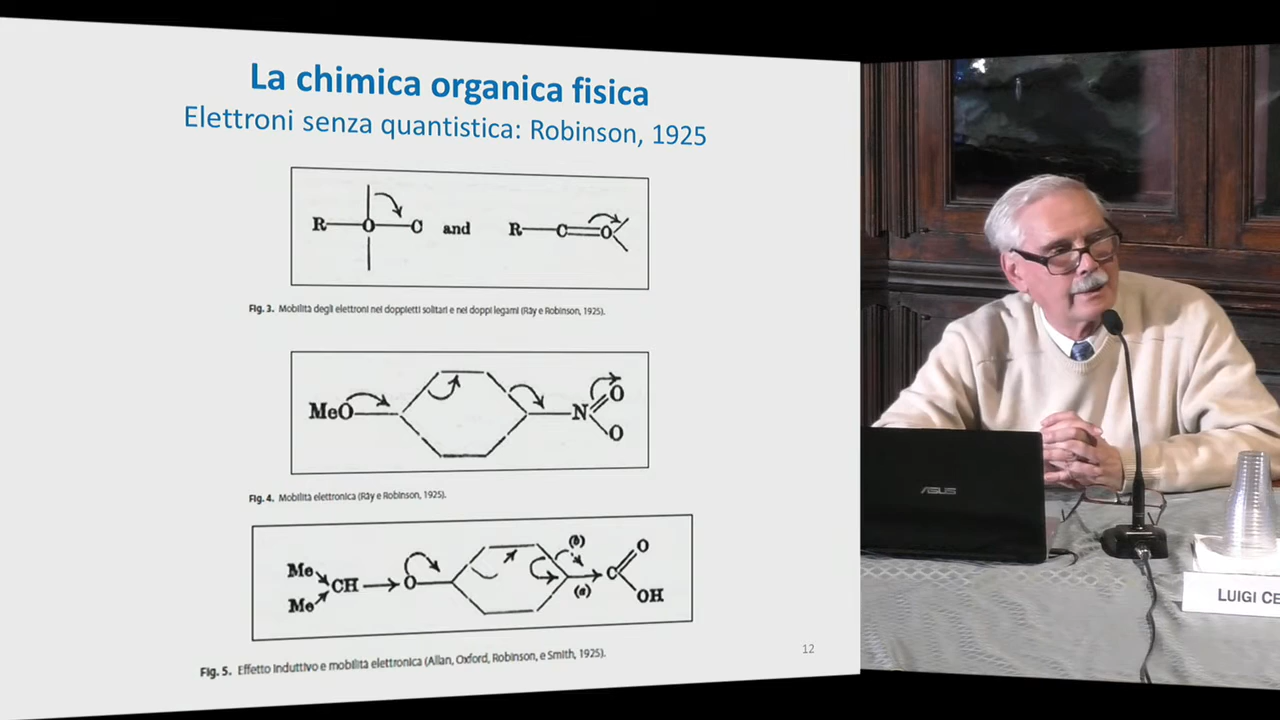 La chimica organica fisica
Elettroni senza quantistica: Robinson, 1925
R O C and R C O
Fig. 3. Mobilità degli elettroni nei doppietti solitari e nei doppi legami (Rây e Robinson, 1925).
MeO N O O
Fig. 4. Mobilità elettronica (Rây e Robinson, 1925).
Me Me CH O (b) (a) C O OH
Fig. 5. Effetto induttivo e mobilità elettronica (Allan, Oxford, Robinson, e Smith, 1925).
12
ASUS
LUIGI CE